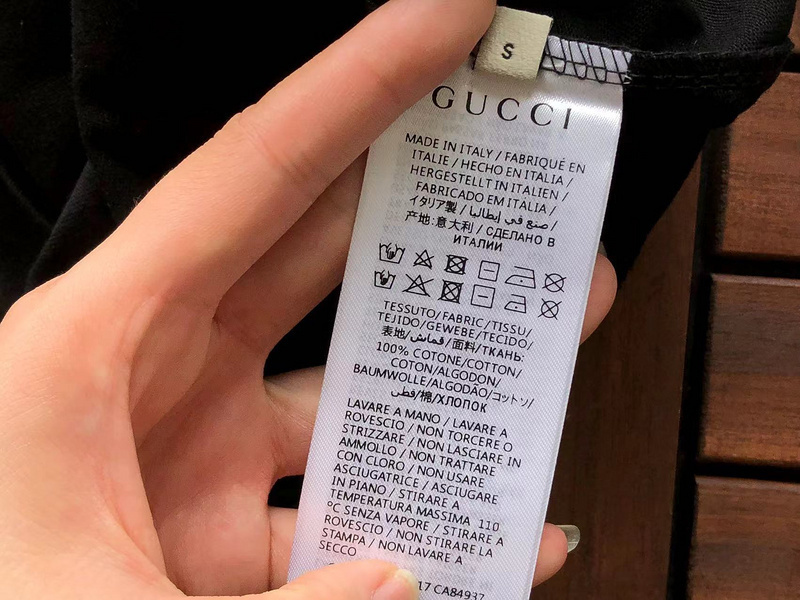 S
GUCCI
MADE IN ITALY / FABRIQUÉ EN
ITALIE / HECHO EN ITALIA /
HERGESTELLT IN ITALIEN /
FABRICADO EM ITÁLIA /
イタリア製 / صنع في إيطاليا /
产地:意大利 / СДЕЛАНО В
ИТАЛИИ
TESSUTO/FABRIC/TISSU/
TEJIDO/GEWEBE/TECIDO/
表地/قماش/面料/ТКАНЬ:
100% COTONE/COTTON/
COTON/ALGODON/
BAUMWOLLE/ALGODÃO/コットン/
قطن/棉/ХЛОПОК
LAVARE A MANO / LAVARE A
ROVESCIO / NON TORCERE O
STRIZZARE / NON LASCIARE IN
AMMOLLO / NON TRATTARE
CON CLORO / NON USARE
ASCIUGATRICE / ASCIUGARE
IN PIANO / STIRARE A
TEMPERATURA MASSIMA 110
°C SENZA VAPORE / STIRARE A
ROVESCIO / NON STIRARE LA
STAMPA / NON LAVARE A
SECCO
17 CA84937